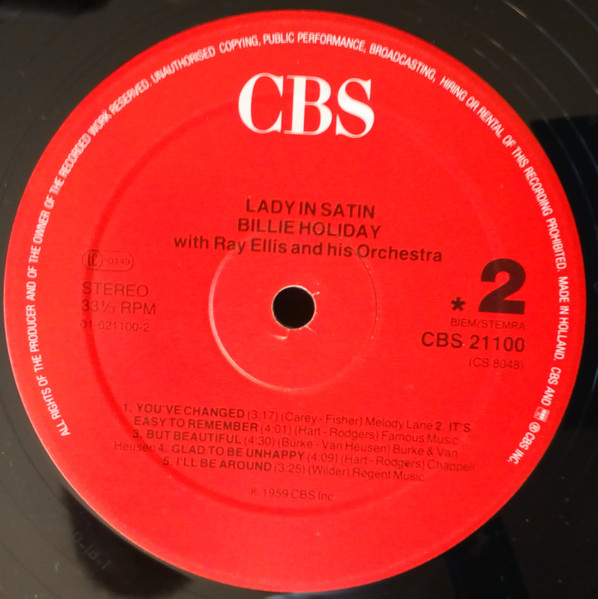 ALL RIGHTS OF THE PRODUCER AND OF THE OWNER OF THE RECORDED WORK RESERVED. UNAUTHORISED COPYING, PUBLIC PERFORMANCE, BROADCASTING, HIRING OR RENTAL OF THIS RECORDING PROHIBITED. MADE IN HOLLAND. CBS AND ® CBS INC.
CBS
LADY IN SATIN
BILLIE HOLIDAY
with Ray Ellis and his Orchestra
LC 0149
STEREO
33⅓ RPM
01-021100-2
* 2
BIEM/STEMRA
CBS 21100
(CS 8048)
1. YOU'VE CHANGED (3.17) (Carey - Fisher) Melody Lane 2. IT'S
EASY TO REMEMBER (4:01) (Hart - Rodgers) Famous Music
3. BUT BEAUTIFUL (4:30) (Burke - Van Heusen) Burke & Van
Heusen 4. GLAD TO BE UNHAPPY (4:09) (Hart - Rodgers) Chappell
5. I'LL BE AROUND (3:25) (Wilder) Regent Music
℗ 1959 CBS Inc